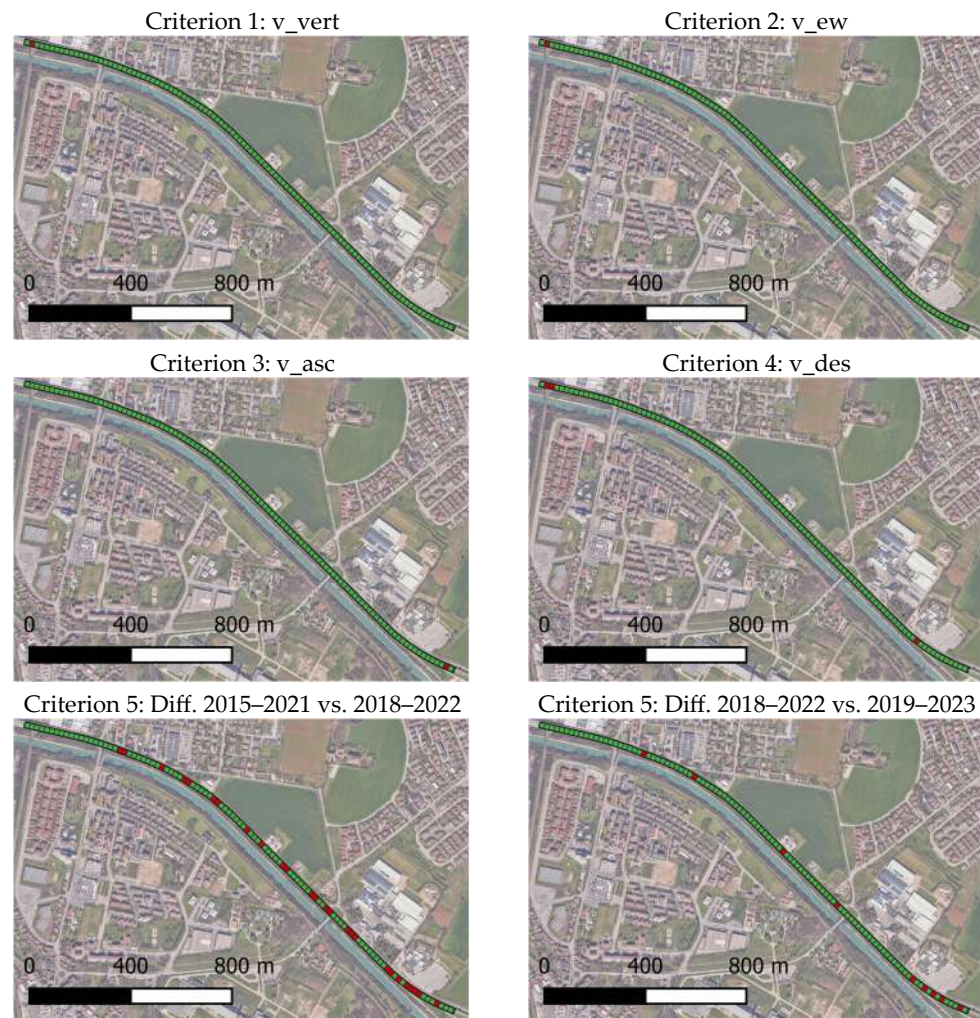 Criterion 1: v_vert
Criterion 2: v_ew
0 400 800 m
0 400 800 m
Criterion 3: v_asc
Criterion 4: v_des
0 400 800 m
0 400 800 m
Criterion 5: Diff. 2015–2021 vs. 2018–2022
Criterion 5: Diff. 2018–2022 vs. 2019–2023
0 400 800 m
0 400 800 m